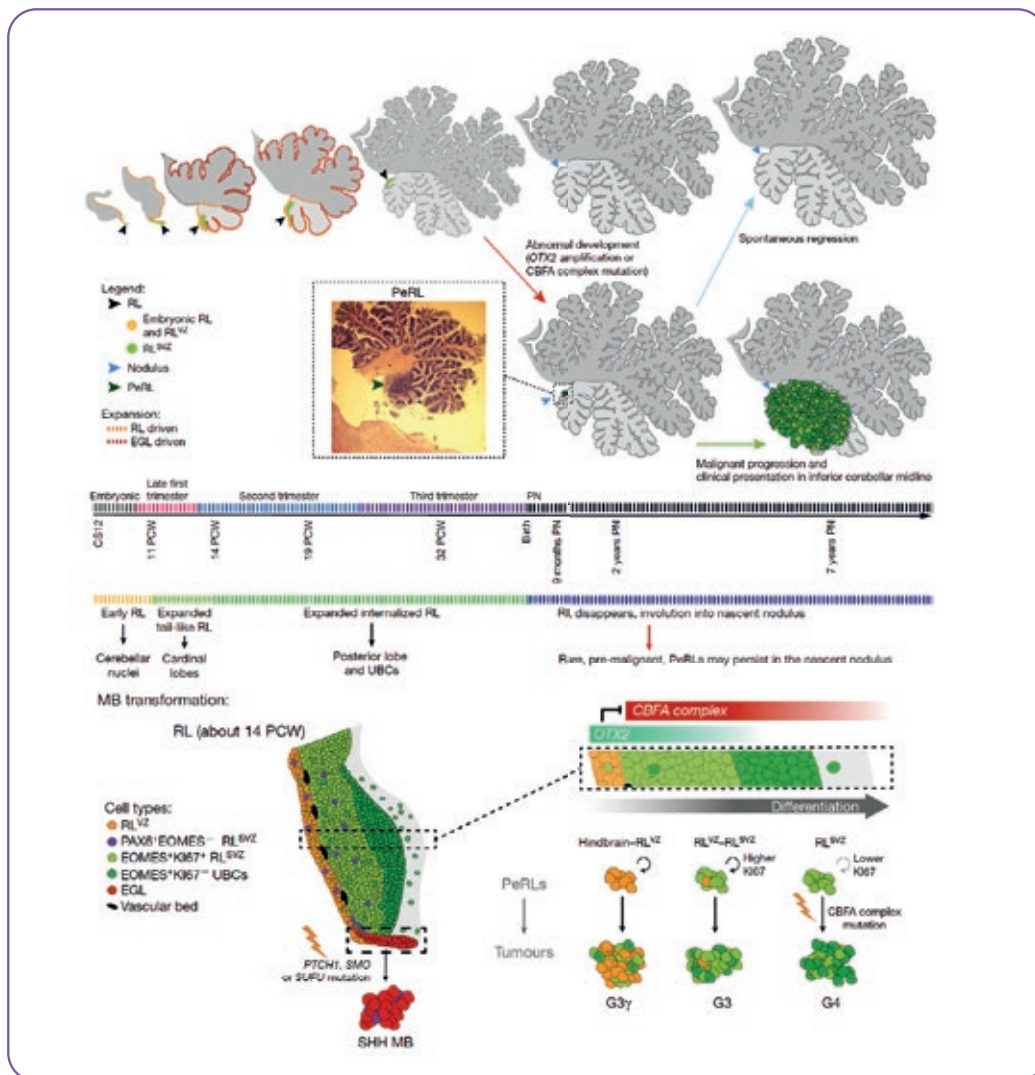 Abnormal development
(OTX2 amplification or
CBFA complex mutation)
Spontaneous regression
Legend:
RL
Embryonic RL
and RL^VZ
RL^SVZ
Nodulus
PeRL
Expansion:
RL driven
EGL driven
PeRL
Malignant progression and
clinical presentation in inferior cerebellar midline
Embryonic
Late first
trimester
Second trimester
Third trimester
PN
CS12
11 PCW
14 PCW
19 PCW
32 PCW
Birth
9 months PN
2 years PN
7 years PN
Early RL
Expanded
tail-like RL
Expanded internalized RL
RL disappears, involution into nascent nodulus
Cerebellar
nuclei
Cardinal
lobes
Posterior lobe
and UBCs
Rare, pre-malignant, PeRLs may persist in the nascent nodulus
MB transformation:
RL (about 14 PCW)
CBFA complex
OTX2
Differentiation
Cell types:
RL^VZ
PAX6+EOMES− RL^SVZ
EOMES+KI67+ RL^SVZ
EOMES+KI67− UBCs
EGL
Vascular bed
PTCH1, SMO
or SUFU mutation
SHH MB
Hindbrain–RL^VZ
RL^VZ–RL^SVZ
RL^SVZ
Higher
KI67
Lower
KI67
PeRLs
CBFA complex
mutation
Tumours
G3γ
G3
G4